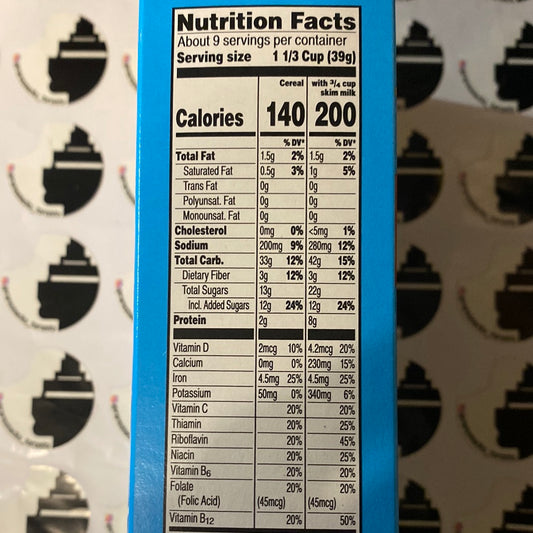 Nutrition Facts
About 9 servings per container
Serving size 1 1/3 Cup (39g)
Cereal with 3/4 cup skim milk
Calories 140 200
% DV* % DV*
Total Fat 1.5g 2% 1.5g 2%
Saturated Fat 0.5g 3% 1g 5%
Trans Fat 0g 0g
Polyunsat. Fat 0g 0g
Monounsat. Fat 0g 0g
Cholesterol 0mg 0% <5mg 1%
Sodium 200mg 9% 280mg 12%
Total Carb. 33g 12% 42g 15%
Dietary Fiber 3g 12% 3g 12%
Total Sugars 13g 22g
Incl. Added Sugars 12g 24% 12g 24%
Protein 2g 8g
Vitamin D 2mcg 10% 4.2mcg 20%
Calcium 0mg 0% 230mg 15%
Iron 4.5mg 25% 4.5mg 25%
Potassium 50mg 0% 340mg 6%
Vitamin C 20% 20%
Thiamin 20% 25%
Riboflavin 20% 45%
Niacin 20% 25%
Vitamin B6 20% 20%
Folate 20% 20%
(Folic Acid) (45mcg) (45mcg)
Vitamin B12 20% 50%